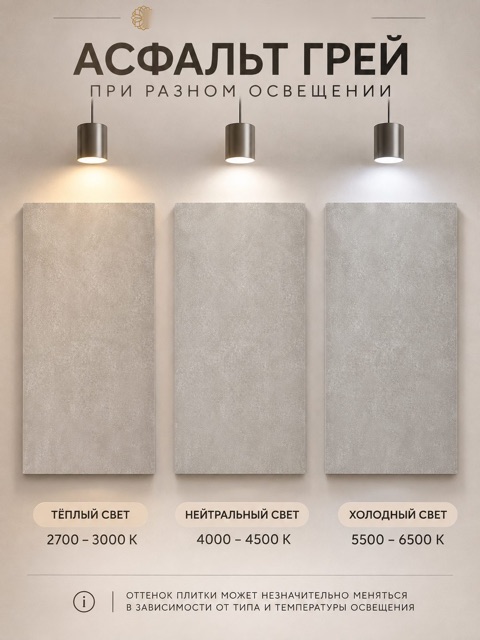 АСФАЛЬТ ГРЕЙ
ПРИ РАЗНОМ ОСВЕЩЕНИИ
ТЁПЛЫЙ СВЕТ
2700 – 3000 К
НЕЙТРАЛЬНЫЙ СВЕТ
4000 – 4500 К
ХОЛОДНЫЙ СВЕТ
5500 – 6500 К
i
ОТТЕНОК ПЛИТКИ МОЖЕТ НЕЗНАЧИТЕЛЬНО МЕНЯТЬСЯ
В ЗАВИСИМОСТИ ОТ ТИПА И ТЕМПЕРАТУРЫ ОСВЕЩЕНИЯ